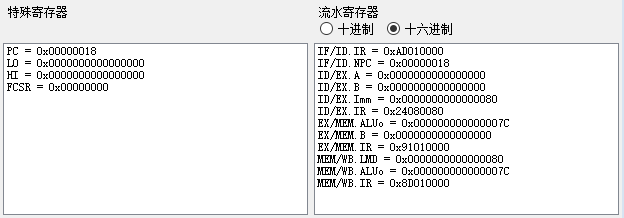 特殊寄存器
PC = 0x00000018
LO = 0x0000000000000000
HI = 0x0000000000000000
FCSR = 0x00000000
流水寄存器
十进制 十六进制
IF/ID.IR = 0xAD010000
IF/ID.NPC = 0x00000018
ID/EX.A = 0x0000000000000000
ID/EX.B = 0x0000000000000000
ID/EX.Imm = 0x0000000000000080
ID/EX.IR = 0x24080080
EX/MEM.ALUo = 0x000000000000007C
EX/MEM.B = 0x0000000000000000
EX/MEM.IR = 0x91010000
MEM/WB.LMD = 0x0000000000000080
MEM/WB.ALUo = 0x000000000000007C
MEM/WB.IR = 0x8D010000